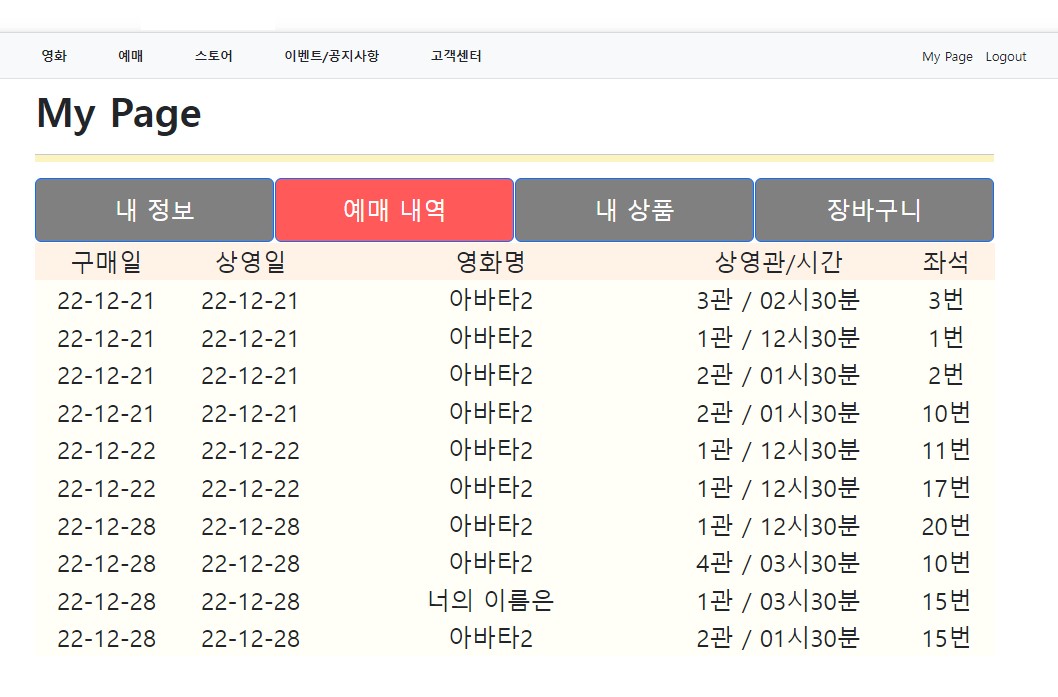 영화 예매 스토어 이벤트/공지사항 고객센터 My Page Logout
My Page
내 정보 예매 내역 내 상품 장바구니
구매일 상영일 영화명 상영관/시간 좌석
22-12-21 22-12-21 아바타2 3관 / 02시30분 3번
22-12-21 22-12-21 아바타2 1관 / 12시30분 1번
22-12-21 22-12-21 아바타2 2관 / 01시30분 2번
22-12-21 22-12-21 아바타2 2관 / 01시30분 10번
22-12-22 22-12-22 아바타2 1관 / 12시30분 11번
22-12-22 22-12-22 아바타2 1관 / 12시30분 17번
22-12-28 22-12-28 아바타2 1관 / 12시30분 20번
22-12-28 22-12-28 아바타2 4관 / 03시30분 10번
22-12-28 22-12-28 너의 이름은 1관 / 03시30분 15번
22-12-28 22-12-28 아바타2 2관 / 01시30분 15번